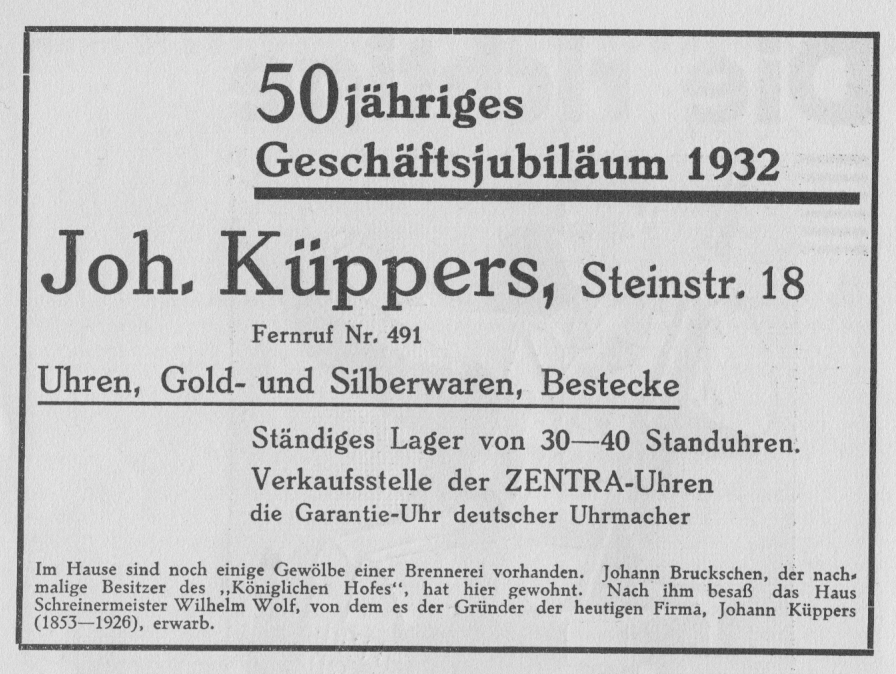 50jähriges
Geschäftsjubiläum 1932
Joh. Küppers, Steinstr. 18
Fernruf Nr. 491
Uhren, Gold- und Silberwaren, Bestecke
Ständiges Lager von 30—40 Standuhren.
Verkaufsstelle der ZENTRA-Uhren
die Garantie-Uhr deutscher Uhrmacher
Im Hause sind noch einige Gewölbe einer Brennerei vorhanden. Johann Bruckschen, der nach-
malige Besitzer des „Königlichen Hofes“, hat hier gewohnt. Nach ihm besaß das Haus
Schreinermeister Wilhelm Wolf, von dem es der Gründer der heutigen Firma, Johann Küppers
(1853—1926), erwarb.